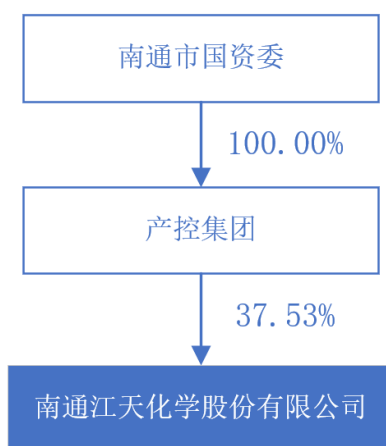 南通市国资委
100.00%
产控集团
37.53%
南通江天化学股份有限公司